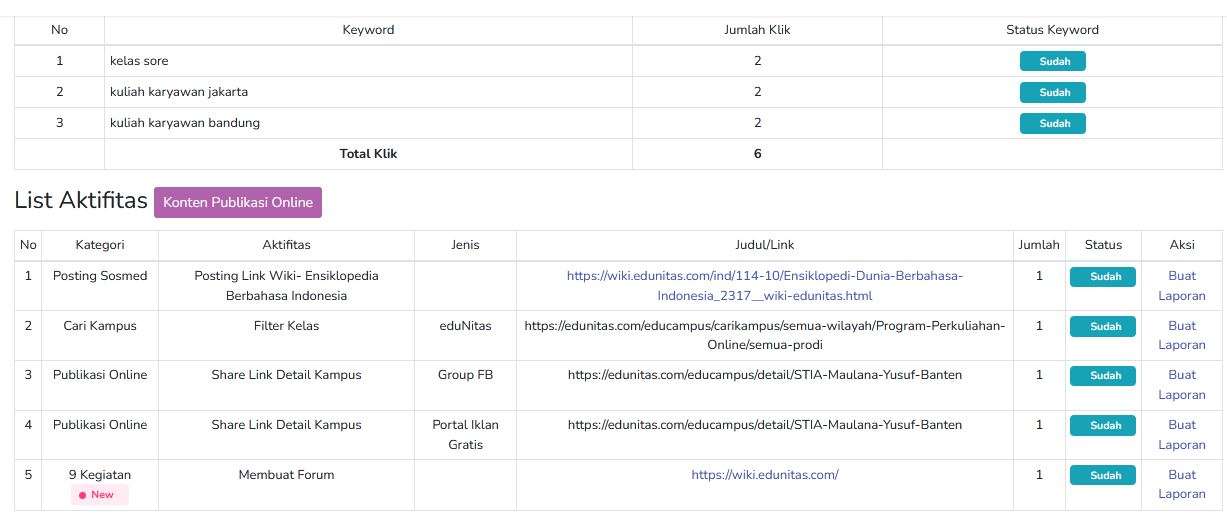 No Keyword Jumlah Klik Status Keyword
1 kelas sore 2 Sudah
2 kuliah karyawan jakarta 2 Sudah
3 kuliah karyawan bandung 2 Sudah
Total Klik 6
List Aktifitas Konten Publikasi Online
No Kategori Aktifitas Jenis Judul/Link Jumlah Status Aksi
1 Posting Sosmed Posting Link Wiki- Ensiklopedia https://wiki.edunitas.com/ind/114-10/Ensiklopedi-Dunia-Berbahasa- 1 Sudah Buat
Berbahasa Indonesia Indonesia_2317__wiki-edunitas.html Laporan
2 Cari Kampus Filter Kelas eduNitas https://edunitas.com/educampus/carikampus/semua-wilayah/Program-Perkuliahan- 1 Sudah Buat
Online/semua-prodi Laporan
3 Publikasi Online Share Link Detail Kampus Group FB https://edunitas.com/educampus/detail/STIA-Maulana-Yusuf-Banten 1 Sudah Buat
Laporan
4 Publikasi Online Share Link Detail Kampus Portal Iklan https://edunitas.com/educampus/detail/STIA-Maulana-Yusuf-Banten 1 Sudah Buat
Gratis Laporan
5 9 Kegiatan Membuat Forum https://wiki.edunitas.com/ 1 Sudah Buat
New Laporan